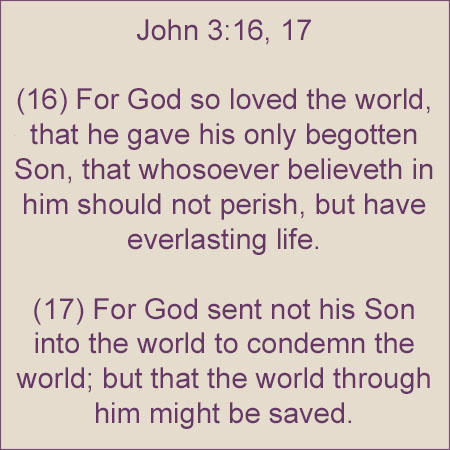 John 3:16, 17
(16) For God so loved the world,
that he gave his only begotten
Son, that whosoever believeth in
him should not perish, but have
everlasting life.
(17) For God sent not his Son
into the world to condemn the
world; but that the world through
him might be saved.